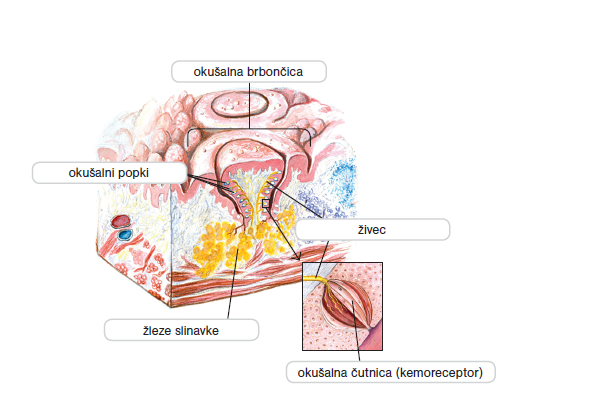 okušalna brbončica
okušalni popki
živec
žleze slinavke
okušalna čutnica (kemoreceptor)